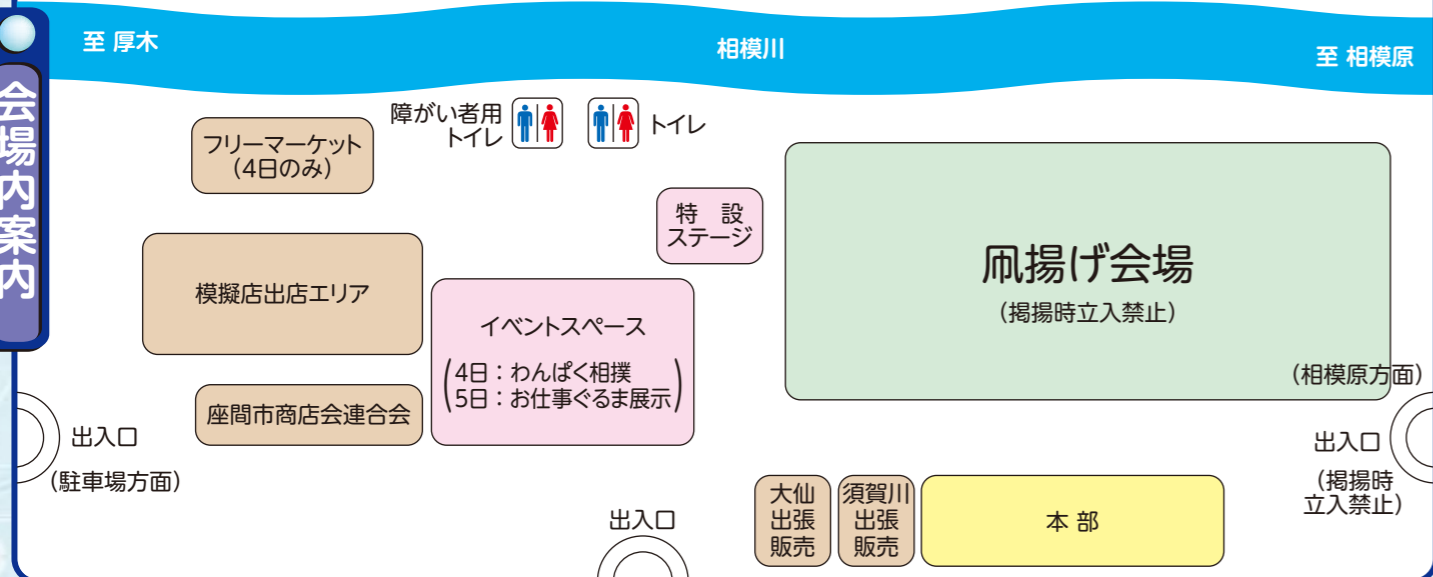 会場内案内
至 厚木
相模川
至 相模原
障がい者用
トイレ
トイレ
フリーマーケット
(4日のみ)
特 設
ステージ
模擬店出店エリア
イベントスペース
(4日:わんぱく相撲
5日:お仕事ぐるま展示)
座間市商店会連合会
凧揚げ会場
(掲揚時立入禁止)
(相模原方面)
出入口
(掲揚時
立入禁止)
出入口
(駐車場方面)
出入口
大仙
出張
販売
須賀川
出張
販売
本 部